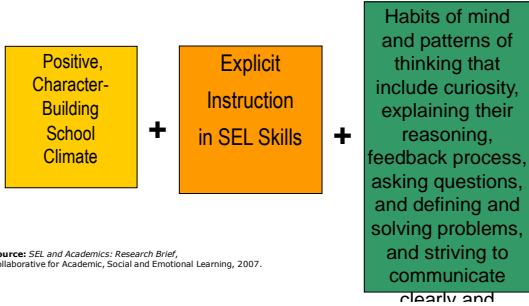 Positive,
Character-
Building
School
Climate
+
Explicit
Instruction
in SEL Skills
+
Habits of mind
and patterns of
thinking that
include curiosity,
explaining their
reasoning,
feedback process,
asking questions,
and defining and
solving problems,
and striving to
communicate
clearly and
urce: SEL and Academics: Research Brief,
ollaborative for Academic, Social and Emotional Learning, 2007.